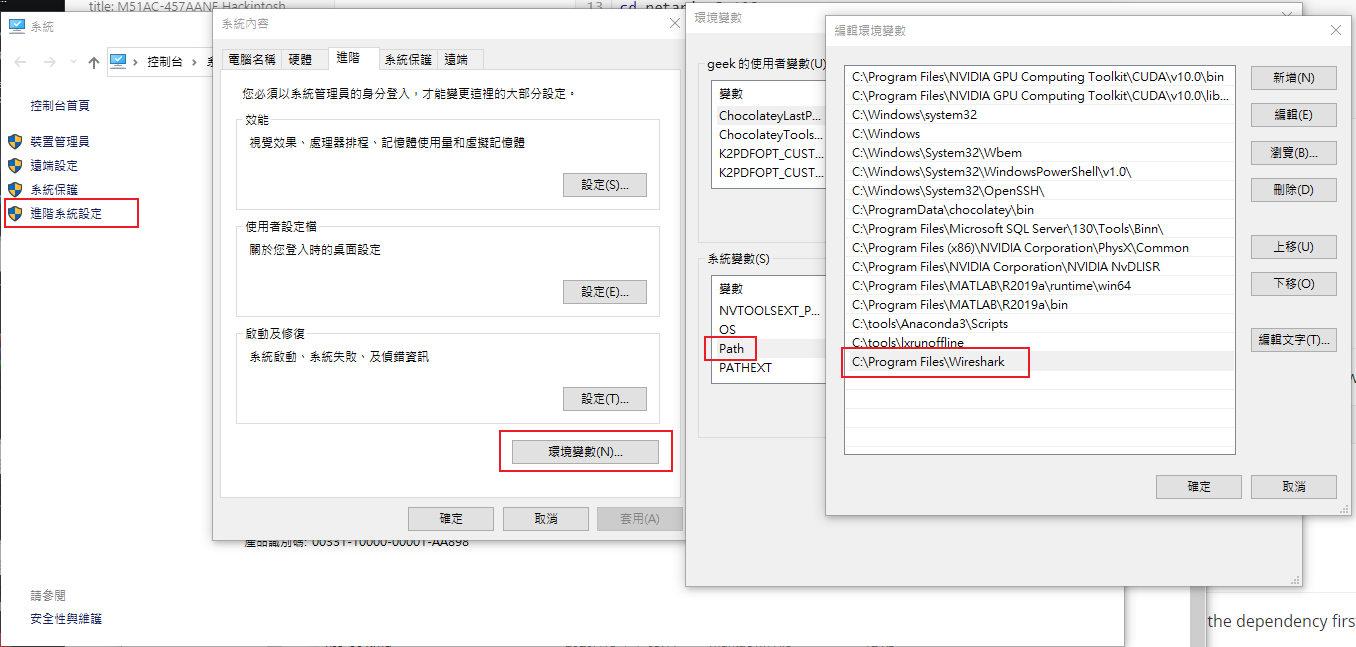 title: M51AC-457AANE Hackintosh
13
系統
控制台
控制台首頁
裝置管理員
遠端設定
系統保護
進階系統設定
請參閱
安全性與維護
系統內容
電腦名稱
硬體
進階
系統保護
遠端
您必須以系統管理員的身分登入，才能變更這裡的大部分設定。
效能
視覺效果、處理器排程、記憶體使用量和虛擬記憶體
設定(S)...
使用者設定檔
關於您登入時的桌面設定
設定(E)...
啟動及修復
系統啟動、系統失敗、及偵錯資訊
設定(T)...
環境變數(N)...
確定
取消
套用(A)
產品識別碼: 00331-10000-00001-AA898
環境變數
geek 的使用者變數(U)
變數
ChocolateyLastP...
ChocolateyTools...
K2PDFOPT_CUST...
K2PDFOPT_CUST...
系統變數(S)
變數
NVTOOLSEXT_P...
OS
Path
PATHEXT
編輯環境變數
C:\Program Files\NVIDIA GPU Computing Toolkit\CUDA\v10.0\bin
C:\Program Files\NVIDIA GPU Computing Toolkit\CUDA\v10.0\lib...
C:\Windows\system32
C:\Windows
C:\Windows\System32\Wbem
C:\Windows\System32\WindowsPowerShell\v1.0\
C:\Windows\System32\OpenSSH\
C:\ProgramData\chocolatey\bin
C:\Program Files\Microsoft SQL Server\130\Tools\Binn\
C:\Program Files (x86)\NVIDIA Corporation\PhysX\Common
C:\Program Files\NVIDIA Corporation\NVIDIA NvDLISR
C:\Program Files\MATLAB\R2019a\runtime\win64
C:\Program Files\MATLAB\R2019a\bin
C:\tools\Anaconda3\Scripts
C:\tools\lxrunoffline
C:\Program Files\Wireshark
新增(N)
編輯(E)
瀏覽(B)...
刪除(D)
上移(U)
下移(O)
編輯文字(T)...
確定
取消
the dependency firs